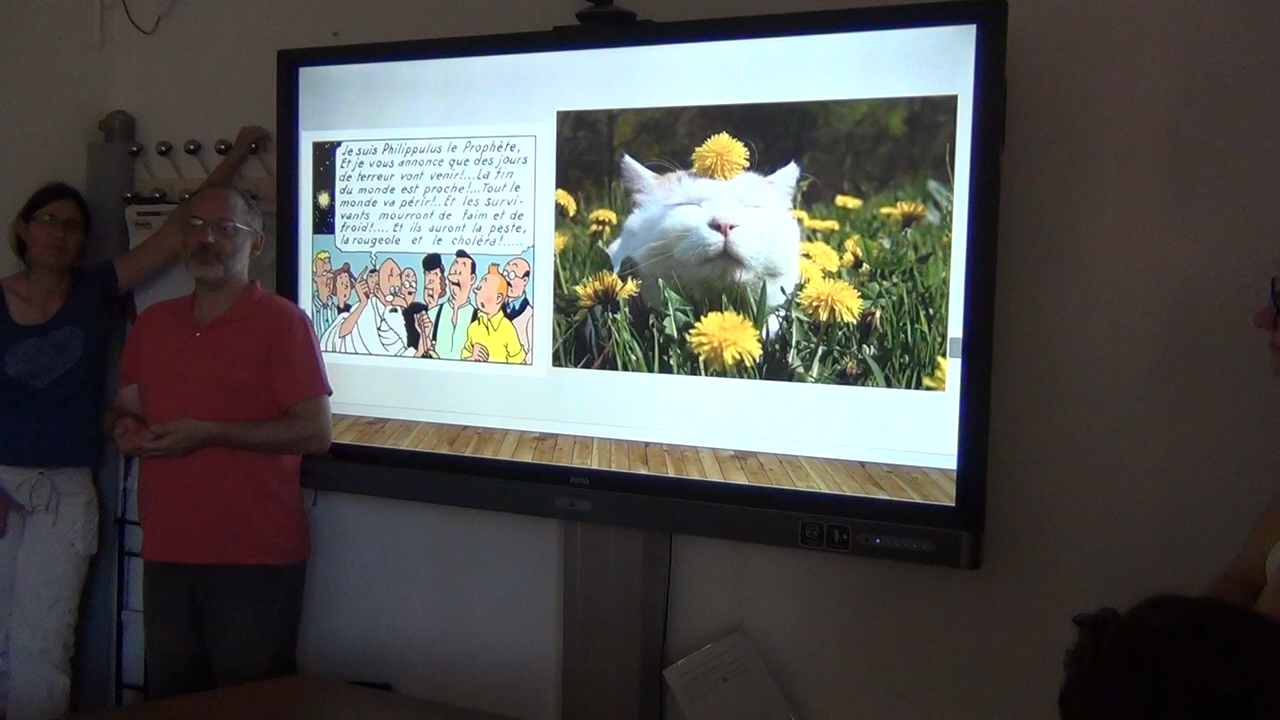 Je suis Philippulus le Prophète,
Et je vous annonce que des jours
de terreur vont venir!... La fin
du monde est proche!... Tout le
monde va périr!.. Et les survi-
vants mourront de faim et de
froid!.... Et ils auront la peste,
la rougeole et le choléra!.....
BenQ